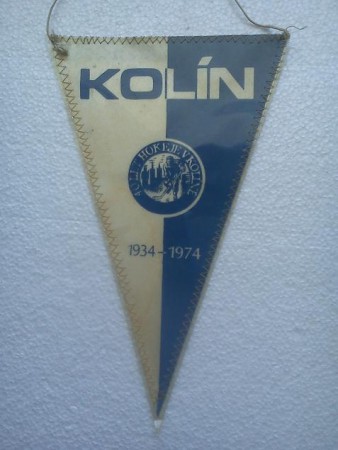 KOLÍN
40 LET HOKEJE V KOLÍNĚ
1934-1974